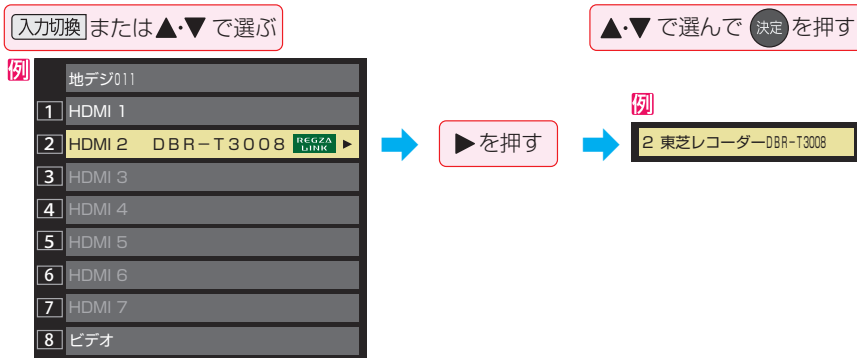 入力切換 または▲・▼ で選ぶ
例
地デジ011
1 HDMI 1
2 HDMI 2 DBR-T3008 REGZA LINK ▶
3 HDMI 3
4 HDMI 4
5 HDMI 5
6 HDMI 6
7 HDMI 7
8 ビデオ
▶を押す
▲・▼ で選んで 決定 を押す
例
2 東芝レコーダーDBR-T3008